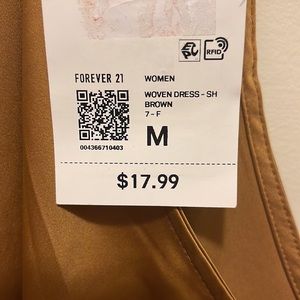 RFID
FOREVER 21
WOMEN
WOVEN DRESS - SH
BROWN
7 - F
M
004366710403
$17.99